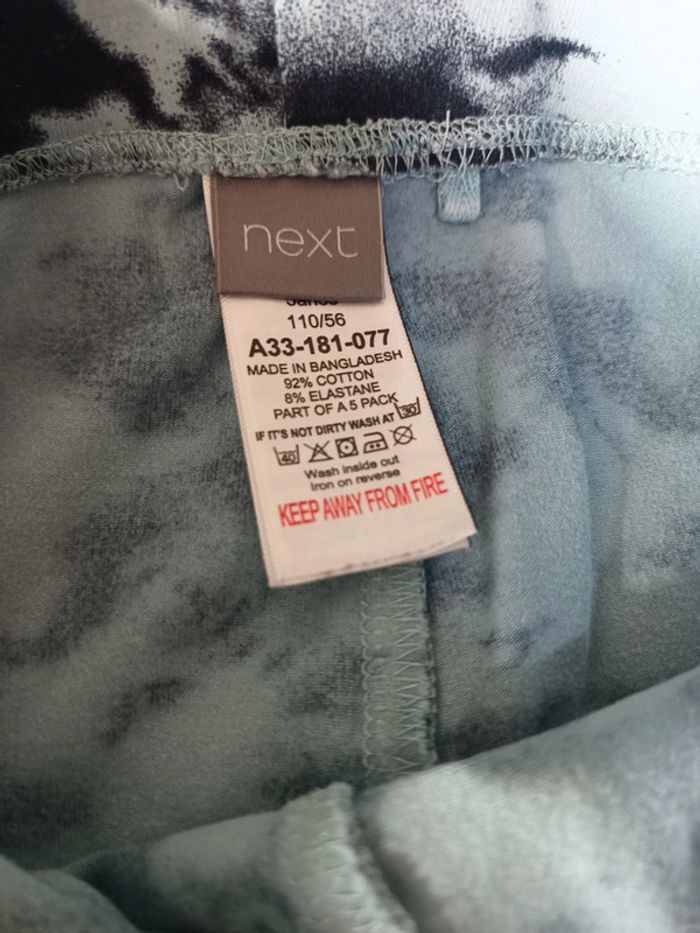 next
110/56
A33-181-077
MADE IN BANGLADESH
92% COTTON
8% ELASTANE
PART OF A 5 PACK
IF IT'S NOT DIRTY WASH AT 30
40
Wash inside out
Iron on reverse
KEEP AWAY FROM FIRE